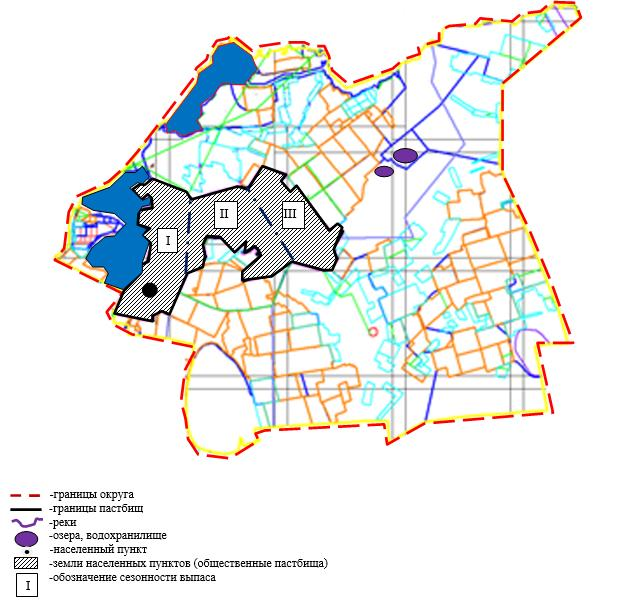 II
III
I
-границы округа
-границы пастбищ
-реки
-озера, водохранилище
-населенный пункт
-земли населенных пунктов (общественные пастбища)
I -обозначение сезонности выпаса